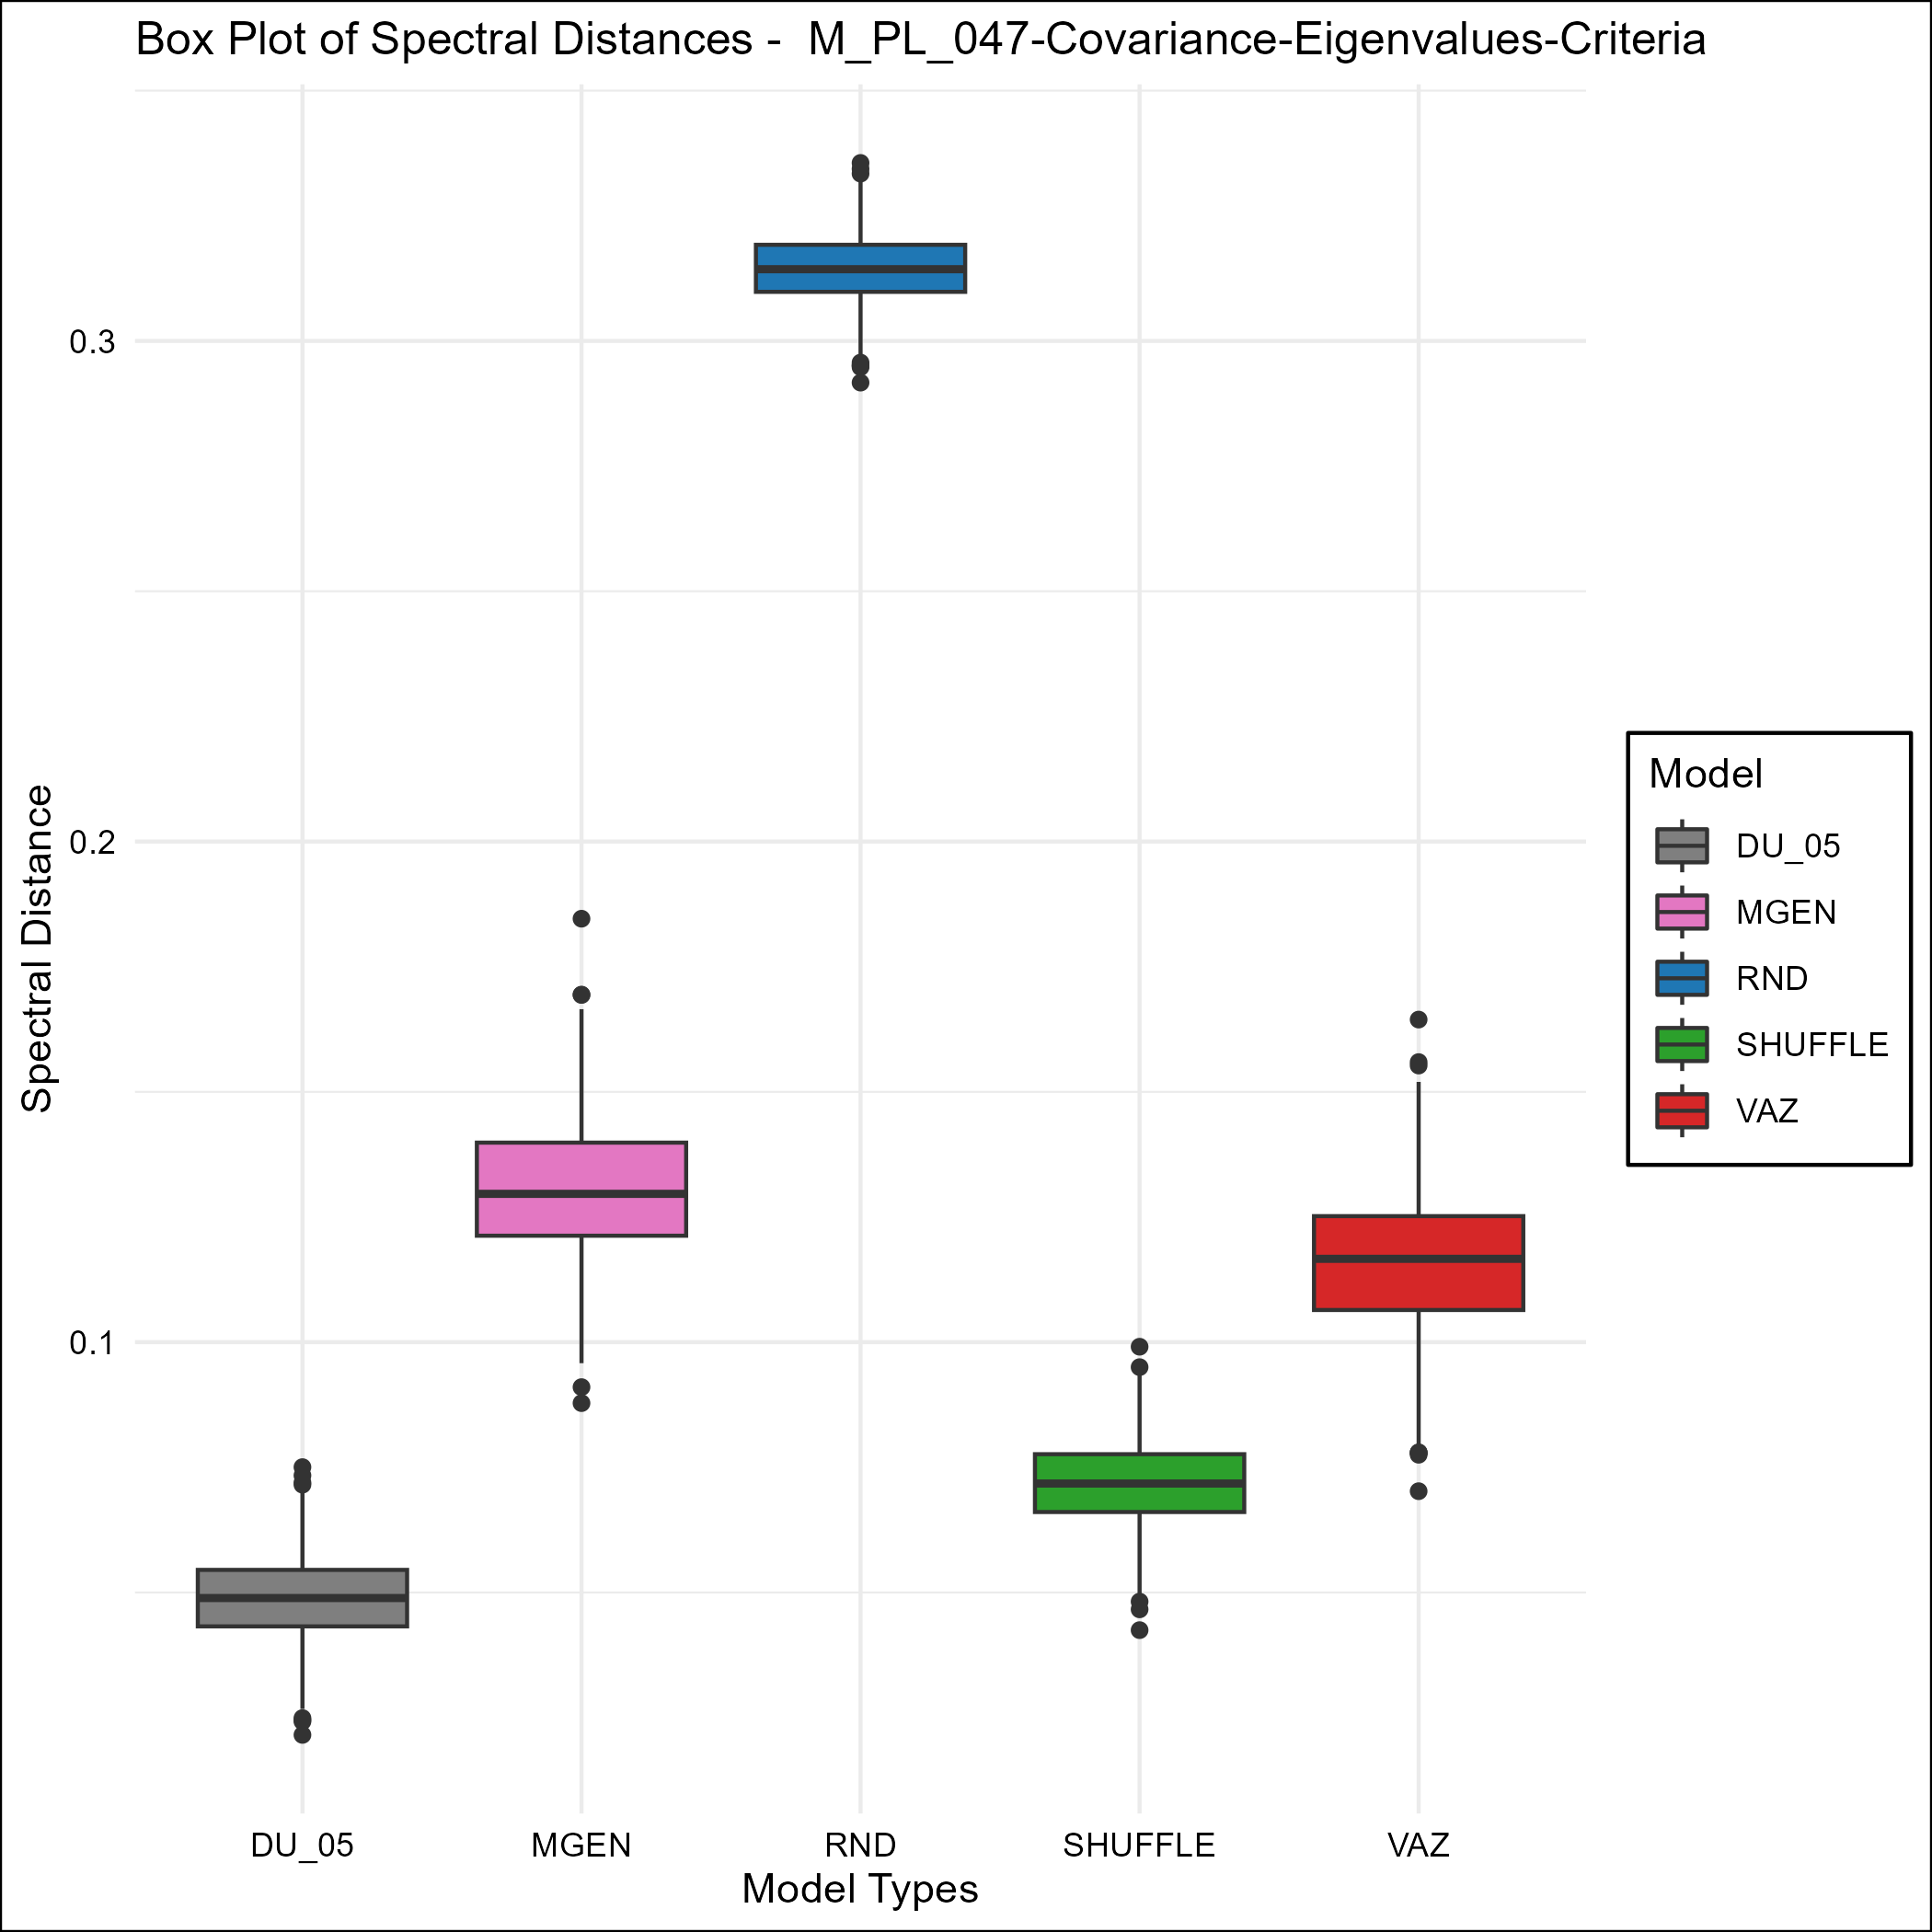 Box Plot of Spectral Distances -  M_PL_047-Covariance-Eigenvalues-Criteria
Spectral Distance
0.3
0.2
0.1
DU_05
MGEN
RND
SHUFFLE
VAZ
Model Types
Model
DU_05
MGEN
RND
SHUFFLE
VAZ